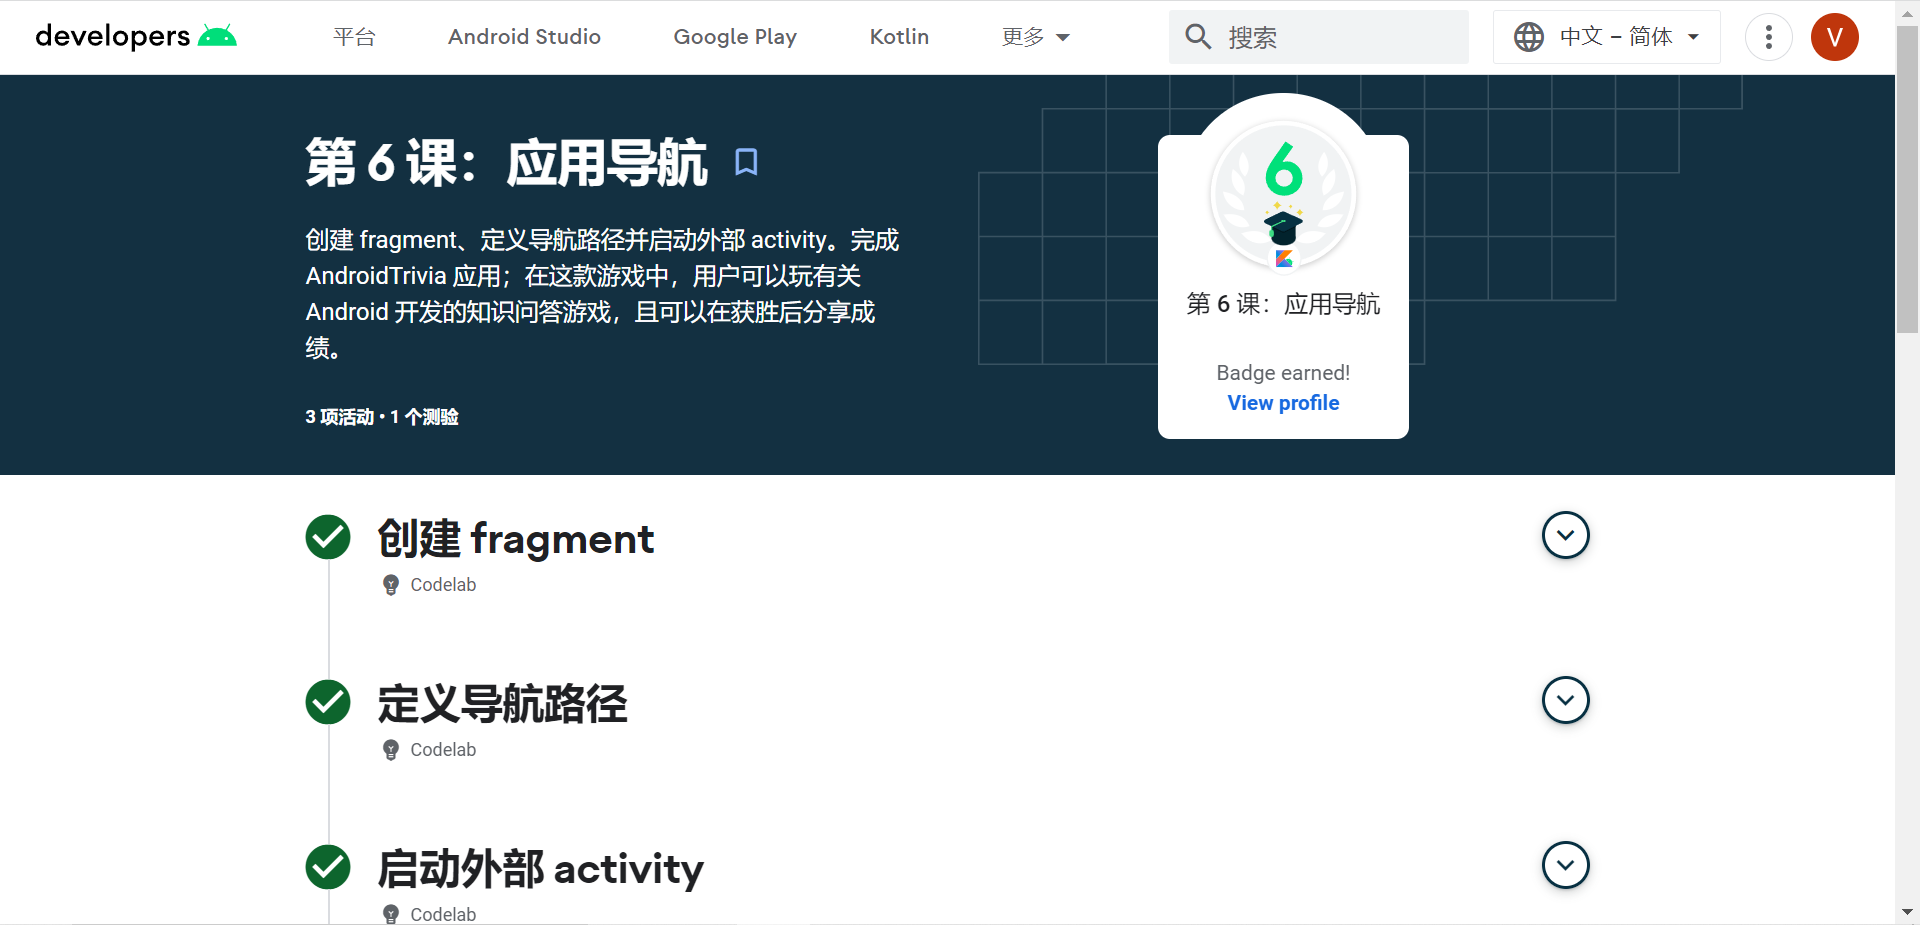 developers
平台
Android Studio
Google Play
Kotlin
更多
搜索
中文 – 简体
V
第 6 课：应用导航
创建 fragment、定义导航路径并启动外部 activity。完成
AndroidTrivia 应用；在这款游戏中，用户可以玩有关
Android 开发的知识问答游戏，且可以在获胜后分享成
绩。
3 项活动 • 1 个测验
6
第 6 课：应用导航
Badge earned!
View profile
创建 fragment
Codelab
定义导航路径
Codelab
启动外部 activity
Codelab